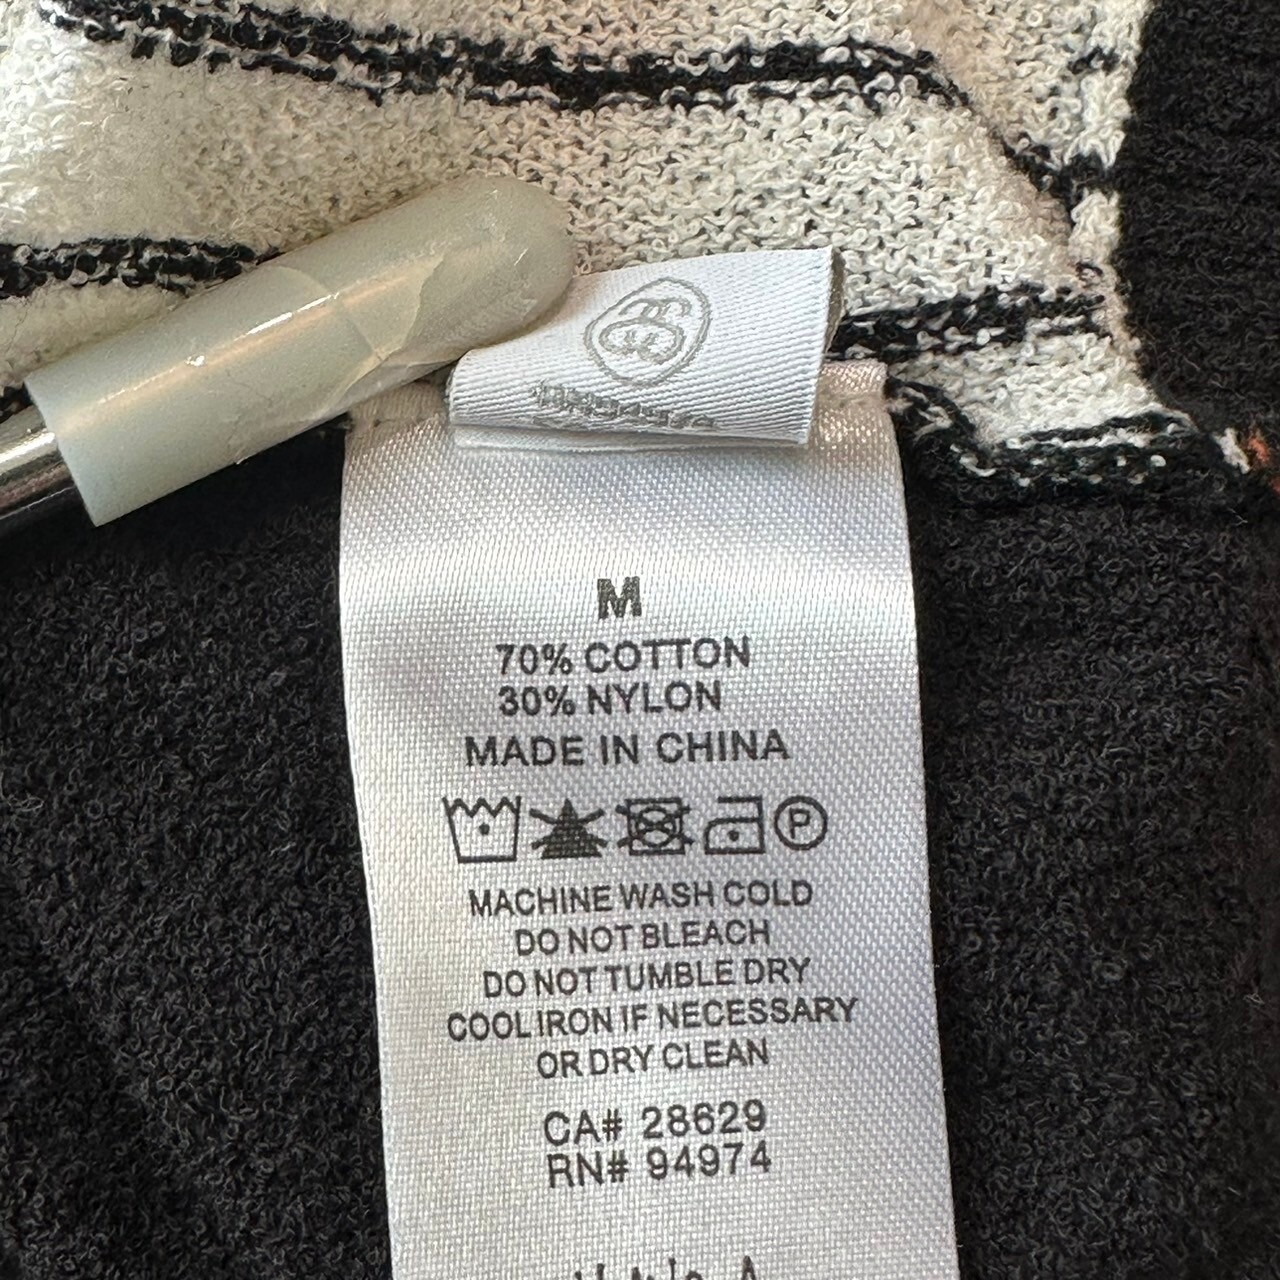 M
70% COTTON
30% NYLON
MADE IN CHINA
P
MACHINE WASH COLD
DO NOT BLEACH
DO NOT TUMBLE DRY
COOL IRON IF NECESSARY
OR DRY CLEAN
CA# 28629
RN# 94974